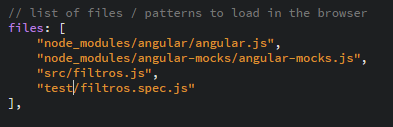 // list of files / patterns to load in the browser
files: [
"node_modules/angular/angular.js",
"node_modules/angular-mocks/angular-mocks.js",
"src/filtros.js",
"test/filtros.spec.js"
],